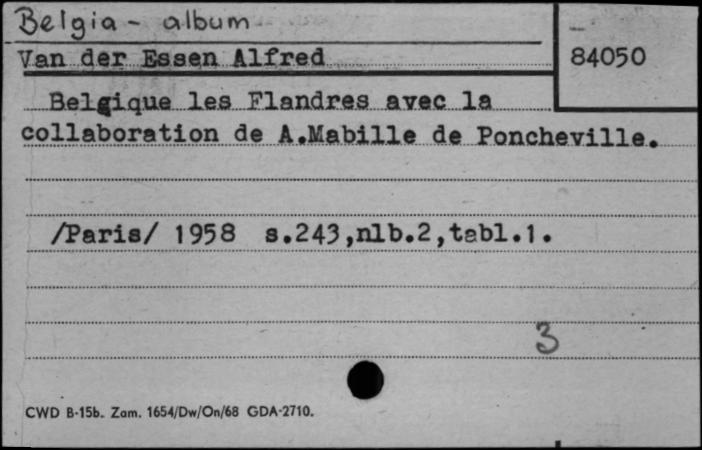 Belgia - album
Van der Essen Alfred
84050
Belgique les Flandres avec la
collaboration de A.Mabille de Poncheville.
/Paris/ 1958 s.243,nlb.2,tabl.1.
3
CWD B-15b. Zam. 1654/Dw/On/68 GDA-2710.